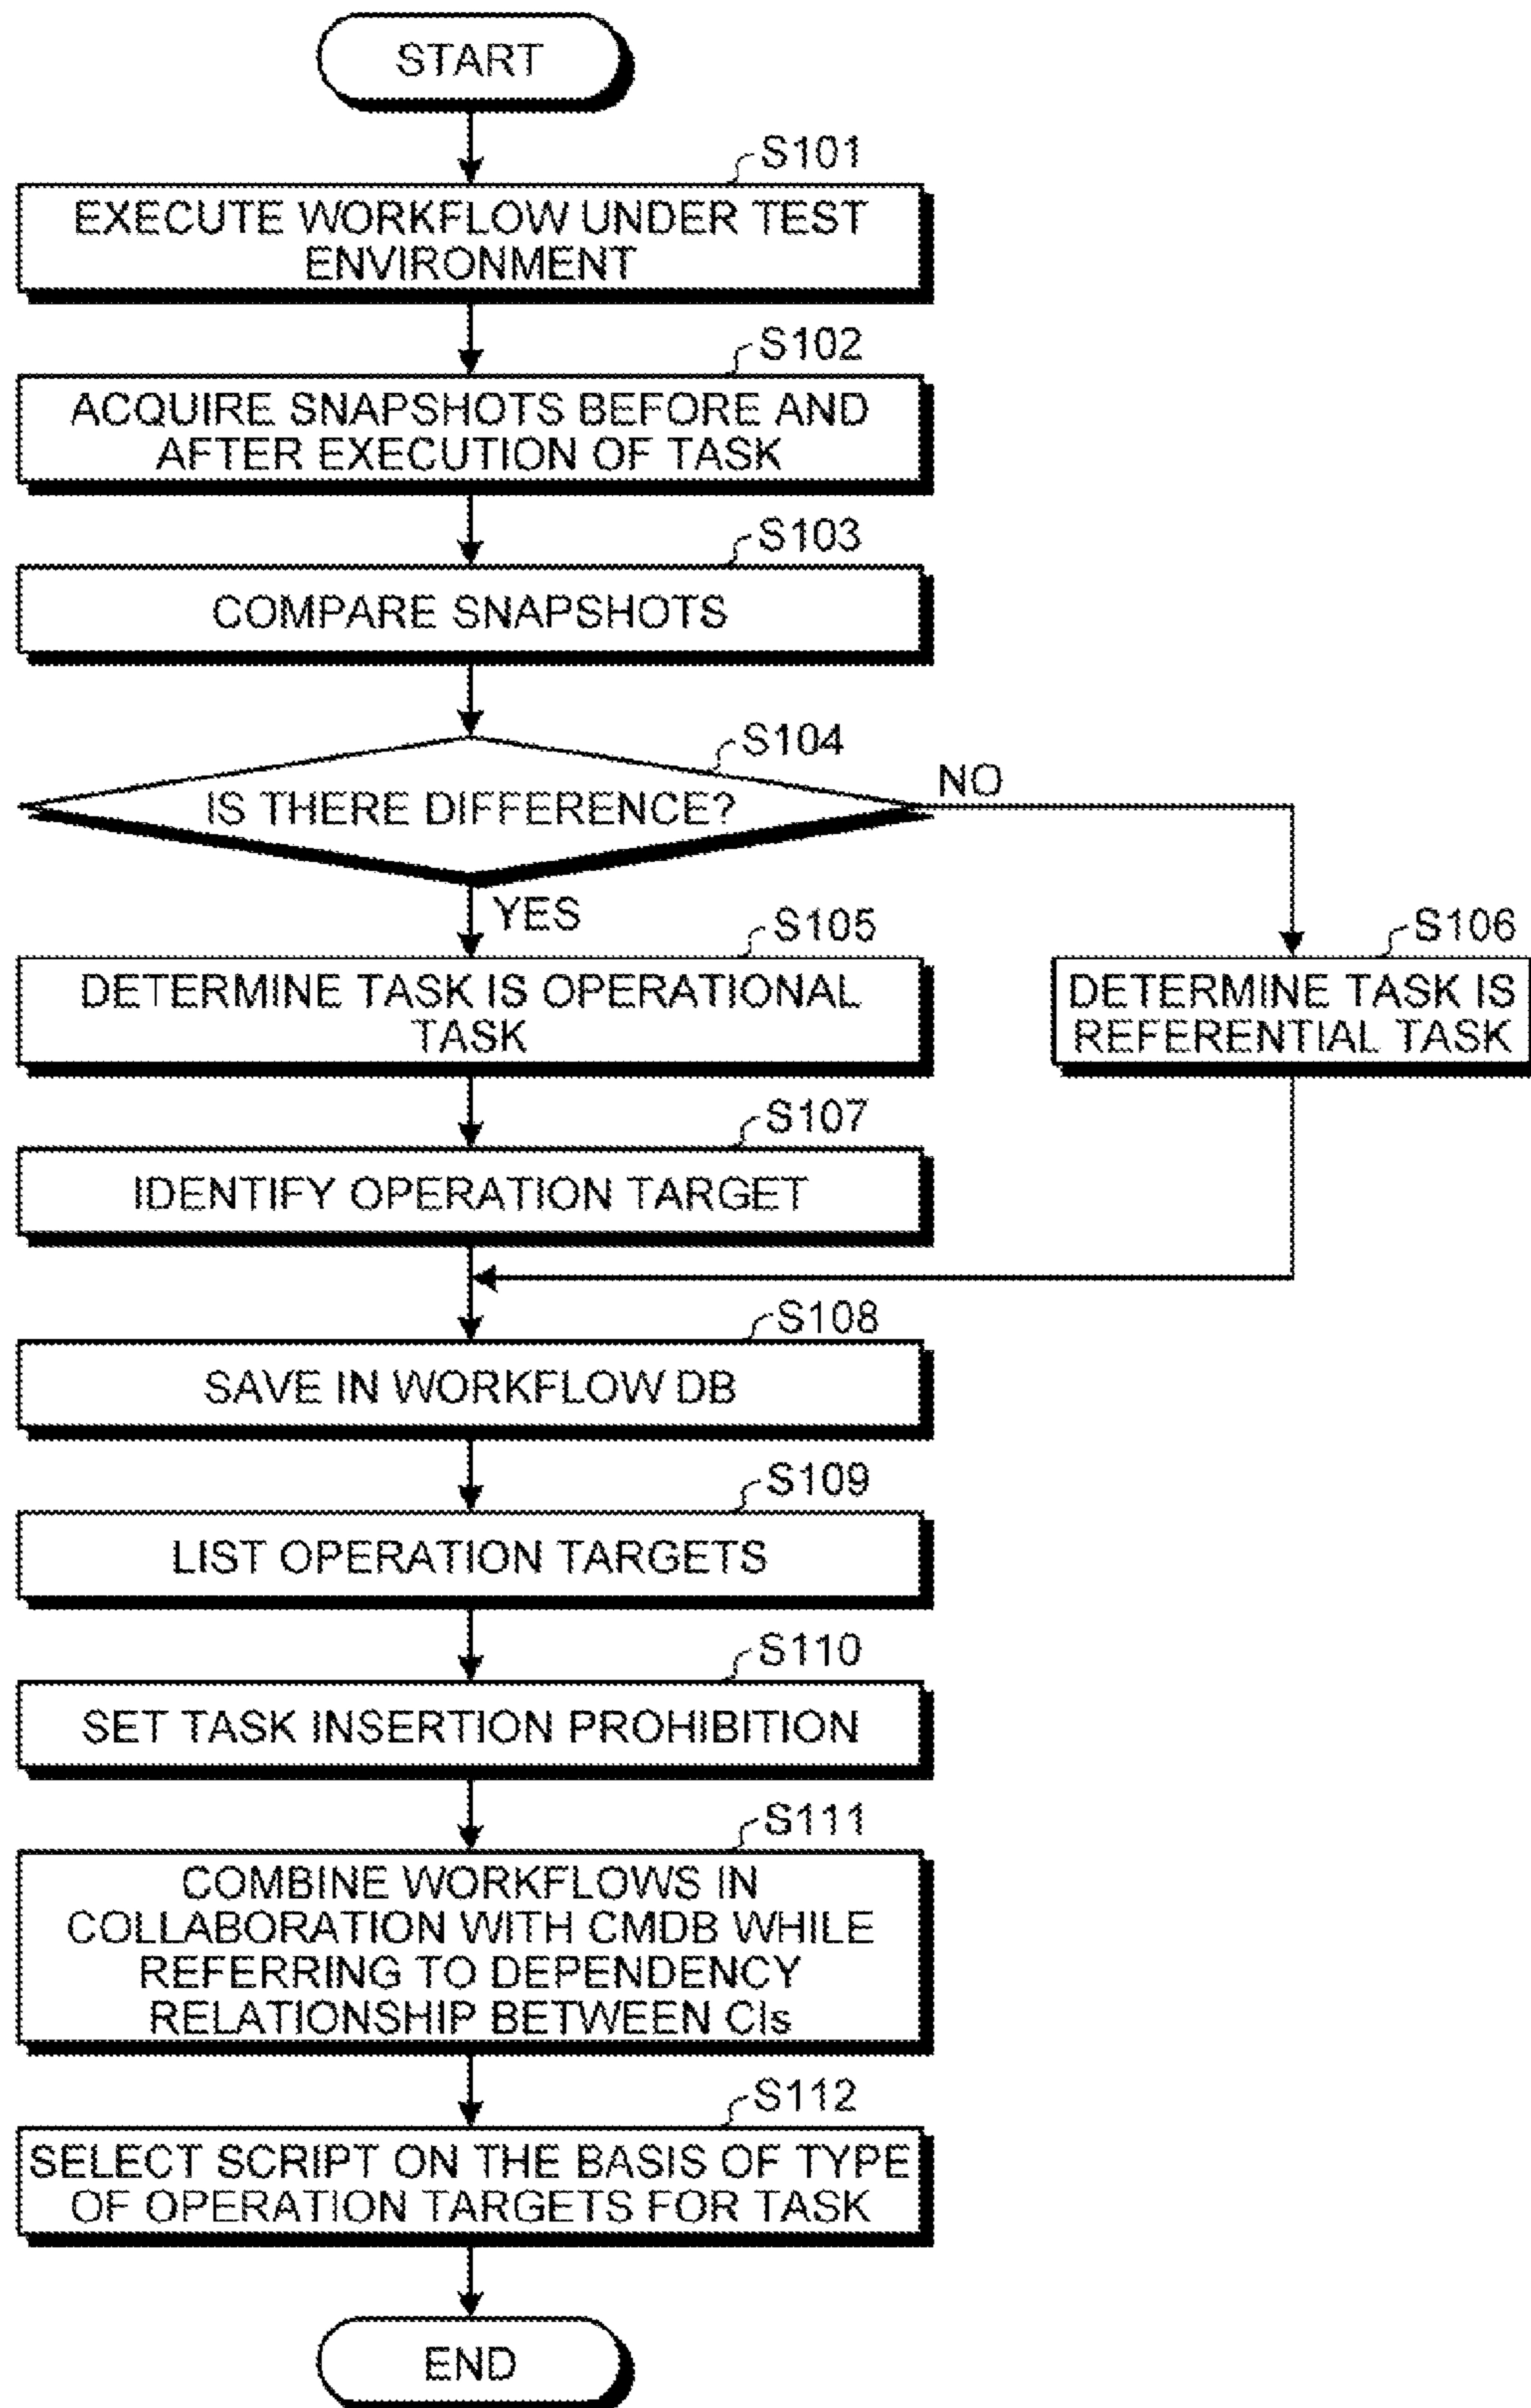 START
S101
EXECUTE WORKFLOW UNDER TEST
ENVIRONMENT
S102
ACQUIRE SNAPSHOTS BEFORE AND
AFTER EXECUTION OF TASK
S103
COMPARE SNAPSHOTS
S104
IS THERE DIFFERENCE?
NO
YES
S105
DETERMINE TASK IS OPERATIONAL
TASK
S106
DETERMINE TASK IS
REFERENTIAL TASK
S107
IDENTIFY OPERATION TARGET
S108
SAVE IN WORKFLOW DB
S109
LIST OPERATION TARGETS
S110
SET TASK INSERTION PROHIBITION
S111
COMBINE WORKFLOWS IN
COLLABORATION WITH CMDB WHILE
REFERRING TO DEPENDENCY
RELATIONSHIP BETWEEN CIs
S112
SELECT SCRIPT ON THE BASIS OF TYPE
OF OPERATION TARGETS FOR TASK
END